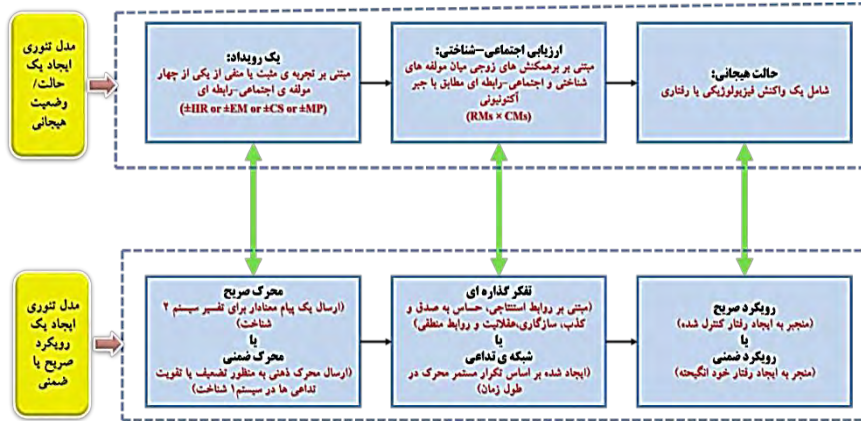 مدل تئوری
ایجاد یک
حالت/
وضعیت
هیجانی
یک رویداد:
مبتنی بر تجربه ی مثبت یا منفی از یکی از چهار
مولفه ی اجتماعی-رابطه ای
(±IIR or ±EM or ±CS or ±MP)
ارزیابی اجتماعی-شناختی:
مبتنی بر برهمکنش های زوجی میان مولفه های
شناختی و اجتماعی-رابطه ای مطابق با جبر
اُکتونیونی
(RMs × CMs)
حالت هیجانی:
شامل یک واکنش فیزیولوژیکی یا رفتاری
مدل تئوری
ایجاد یک
رویکرد
صریح یا
ضمنی
محرک صریح
(ارسال یک پیام معنادار برای تفسیر سیستم ۲
شناخت)
یا
محرک ضمنی
(ارسال محرک ذهنی به منظور تضعیف یا تقویت
تداعی ها در سیستم۱ شناخت)
تفکر گذاره ای
(مبتنی بر روابط استنتاجی، حساس به صدق و
کذب، سازگاری،عقلانیت و روابط منطقی)
یا
شبکه ی تداعی
(ایجاد شده بر اساس تکرار مستمر محرک در
طول زمان)
رویکرد صریح
(منجبر به ایجاد رفتار کنترل شده)
یا
رویکرد ضمنی
(منجر به ایجاد رفتار خود انگیخته)